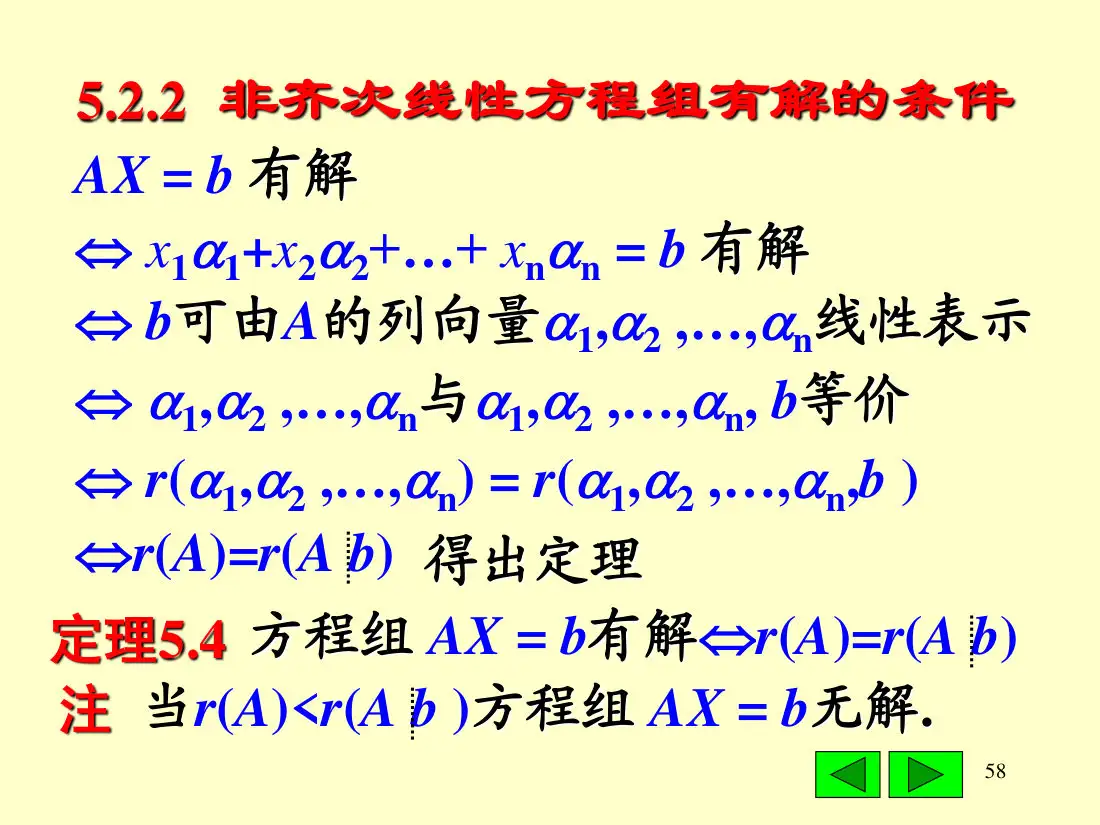 5.2.2 非齐次线性方程组有解的条件
AX = b 有解
⇔ x₁α₁+x₂α₂+…+ xₙαₙ = b 有解
⇔ b可由A的列向量α₁,α₂ ,…,αₙ线性表示
⇔ α₁,α₂ ,…,αₙ与α₁,α₂ ,…,αₙ, b等价
⇔ r(α₁,α₂ ,…,αₙ) = r(α₁,α₂ ,…,αₙ,b )
⇔r(A)=r(A┊b) 得出定理
定理5.4 方程组 AX = b有解⇔r(A)=r(A┊b)
注 当r(A)<r(A┊b )方程组 AX = b无解.
58